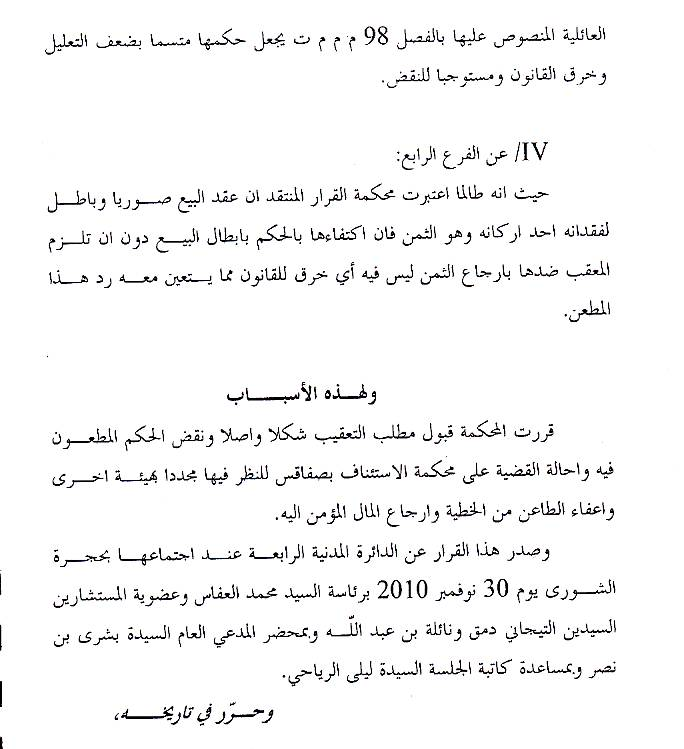 العائلية المنصوص عليها بالفصل 98 م م م ت يجعل حكمها متسما بضعف التعليل
وخرق القانون ومستوجبا للنقض.
IV/ عن الفرع الرابع:
حيث انه طالما اعتبرت محكمة القرار المنتقد ان عقد البيع صوريا وباطل
لفقدانه احد اركانه وهو الثمن فان اكتفاءها بالحكم بابطال البيع دون ان تلزم
المعقب ضدها بارجاع الثمن ليس فيه أي خرق للقانون مما يستعين معه رد هذا
المطعن.
ولهذه الأسباب
قررت المحكمة قبول مطلب التعقيب شكلا واصلا ونقض الحكم المطعون
فيه واحالة القضية على محكمة الاستئناف بصفاقس للنظر فيها مجددا بهيئة اخرى
واعفاء الطاعن من الخطية وارجاع المال المؤمن اليه.
وصدر هذا القرار عن الدائرة المدنية الرابعة عند اجتماعها بحجرة
الشورى يوم 30 نوفمبر 2010 برئاسة السيد محمد العفاس وعضوية المستشارين
السيدين التيجاني دمق ونائلة بن عبد اللّه وبمحضر المدعي العام السيدة بشرى بن
نصر وبمساعدة كاتبة الجلسة السيدة ليلى الرياحي.
وحرّر في تاريخه،